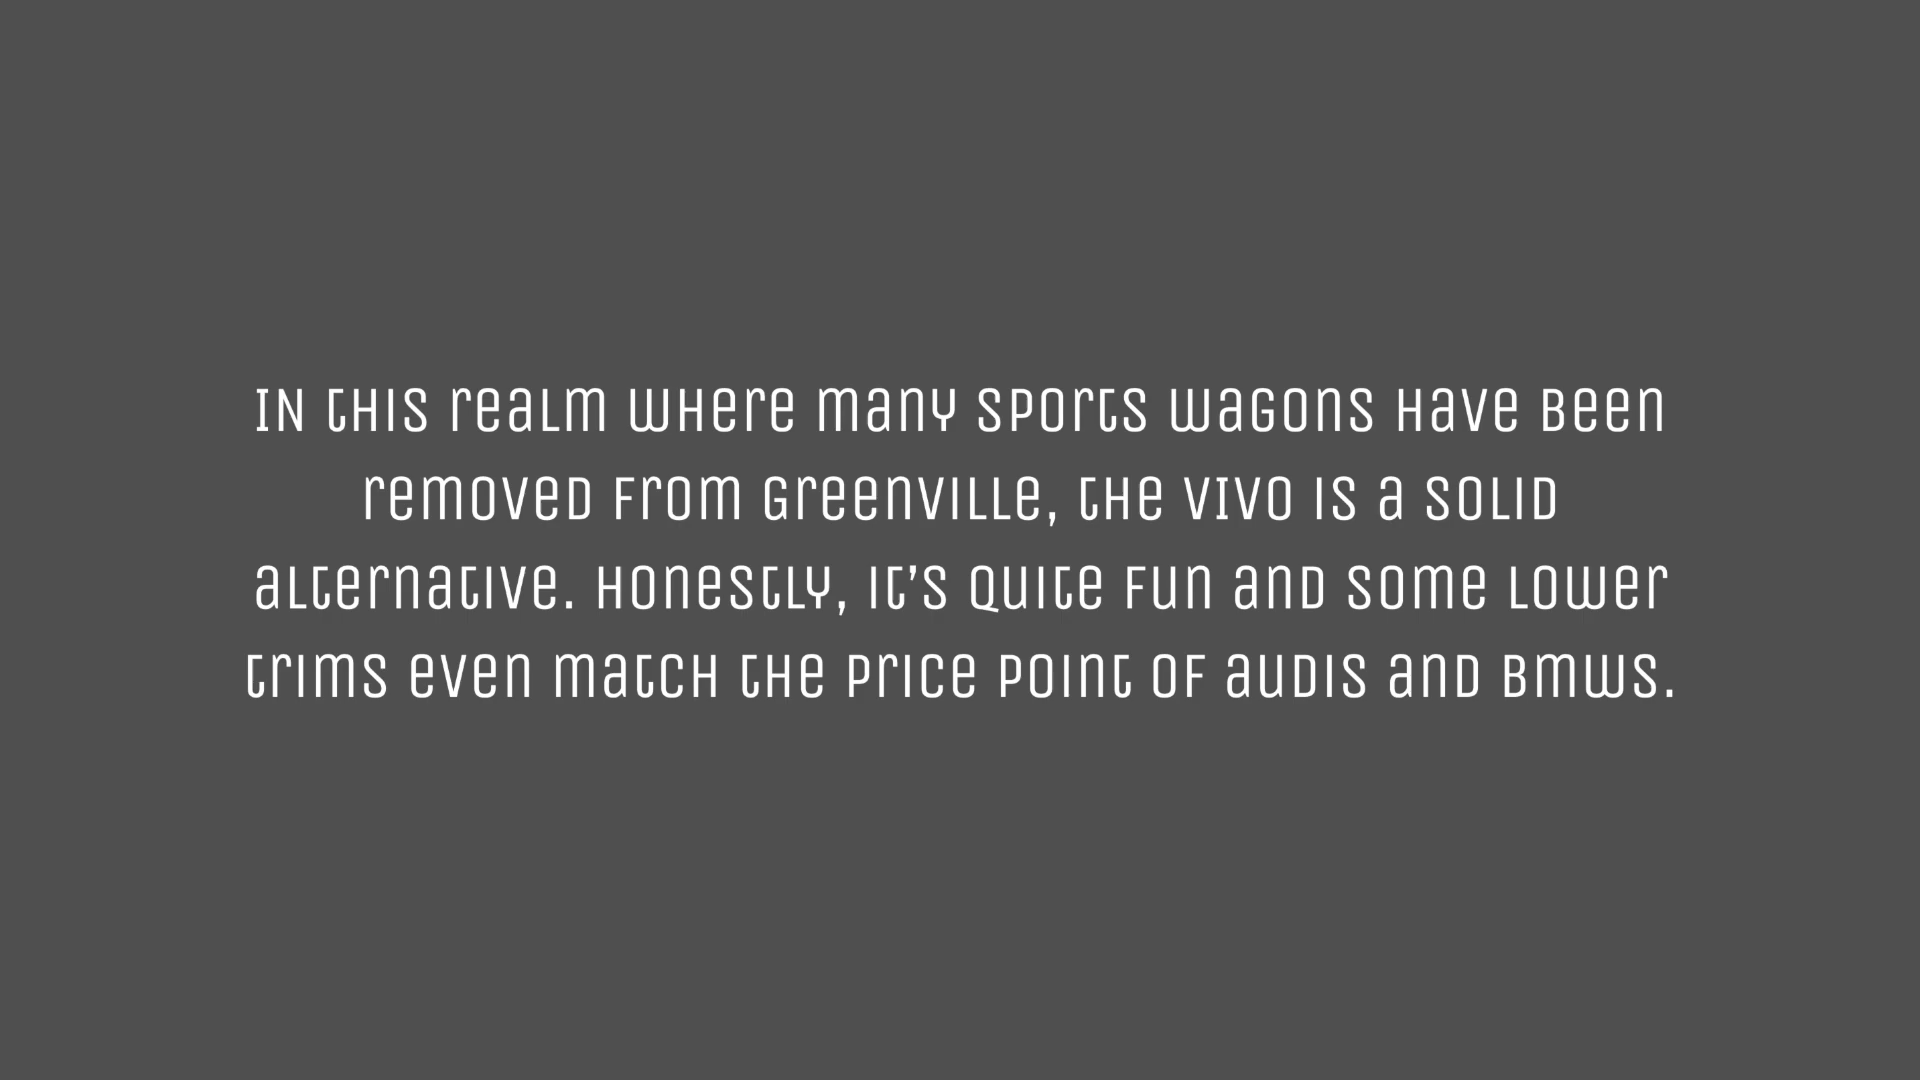 In this realm where many sports wagons have been
removed from Greenville, the Vivo is a solid
alternative. Honestly, it’s quite fun and some lower
trims even match the price point of Audis and BMWs.